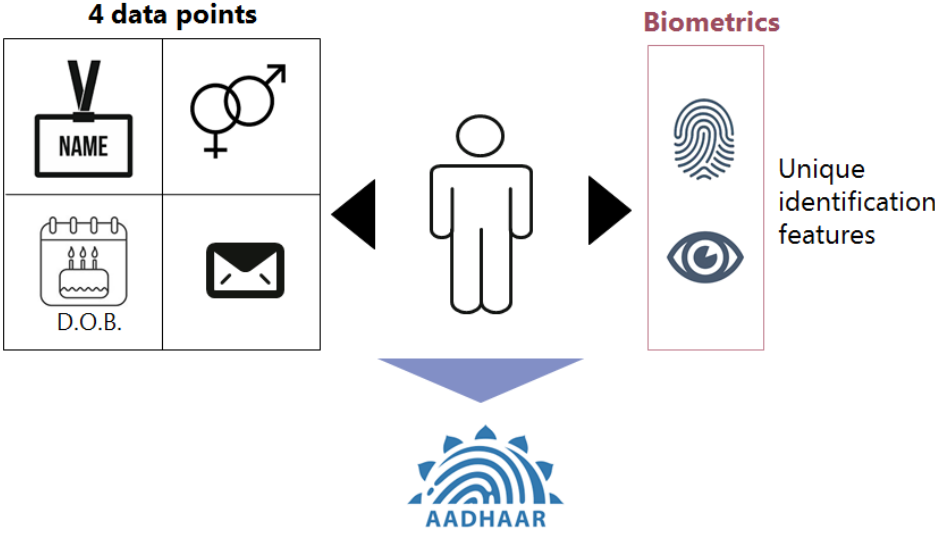 4 data points
Biometrics
NAME
D.O.B.
Unique
identification
features
AADHAAR